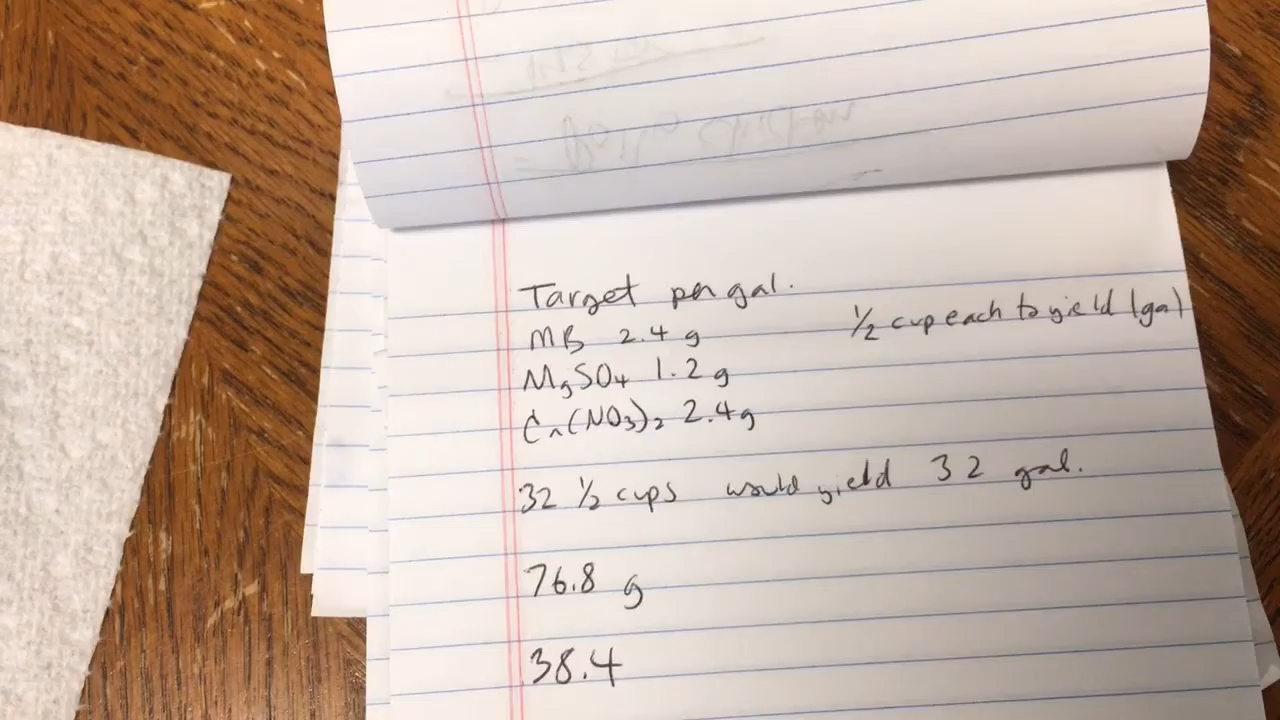 Target per gal.
MB 2.4 g
1/2 cup each to yield 1 gal
MgSO4 1.2 g
Ca(NO3)2 2.4g
32 1/2 cups would yield 32 gal.
76.8 g
38.4